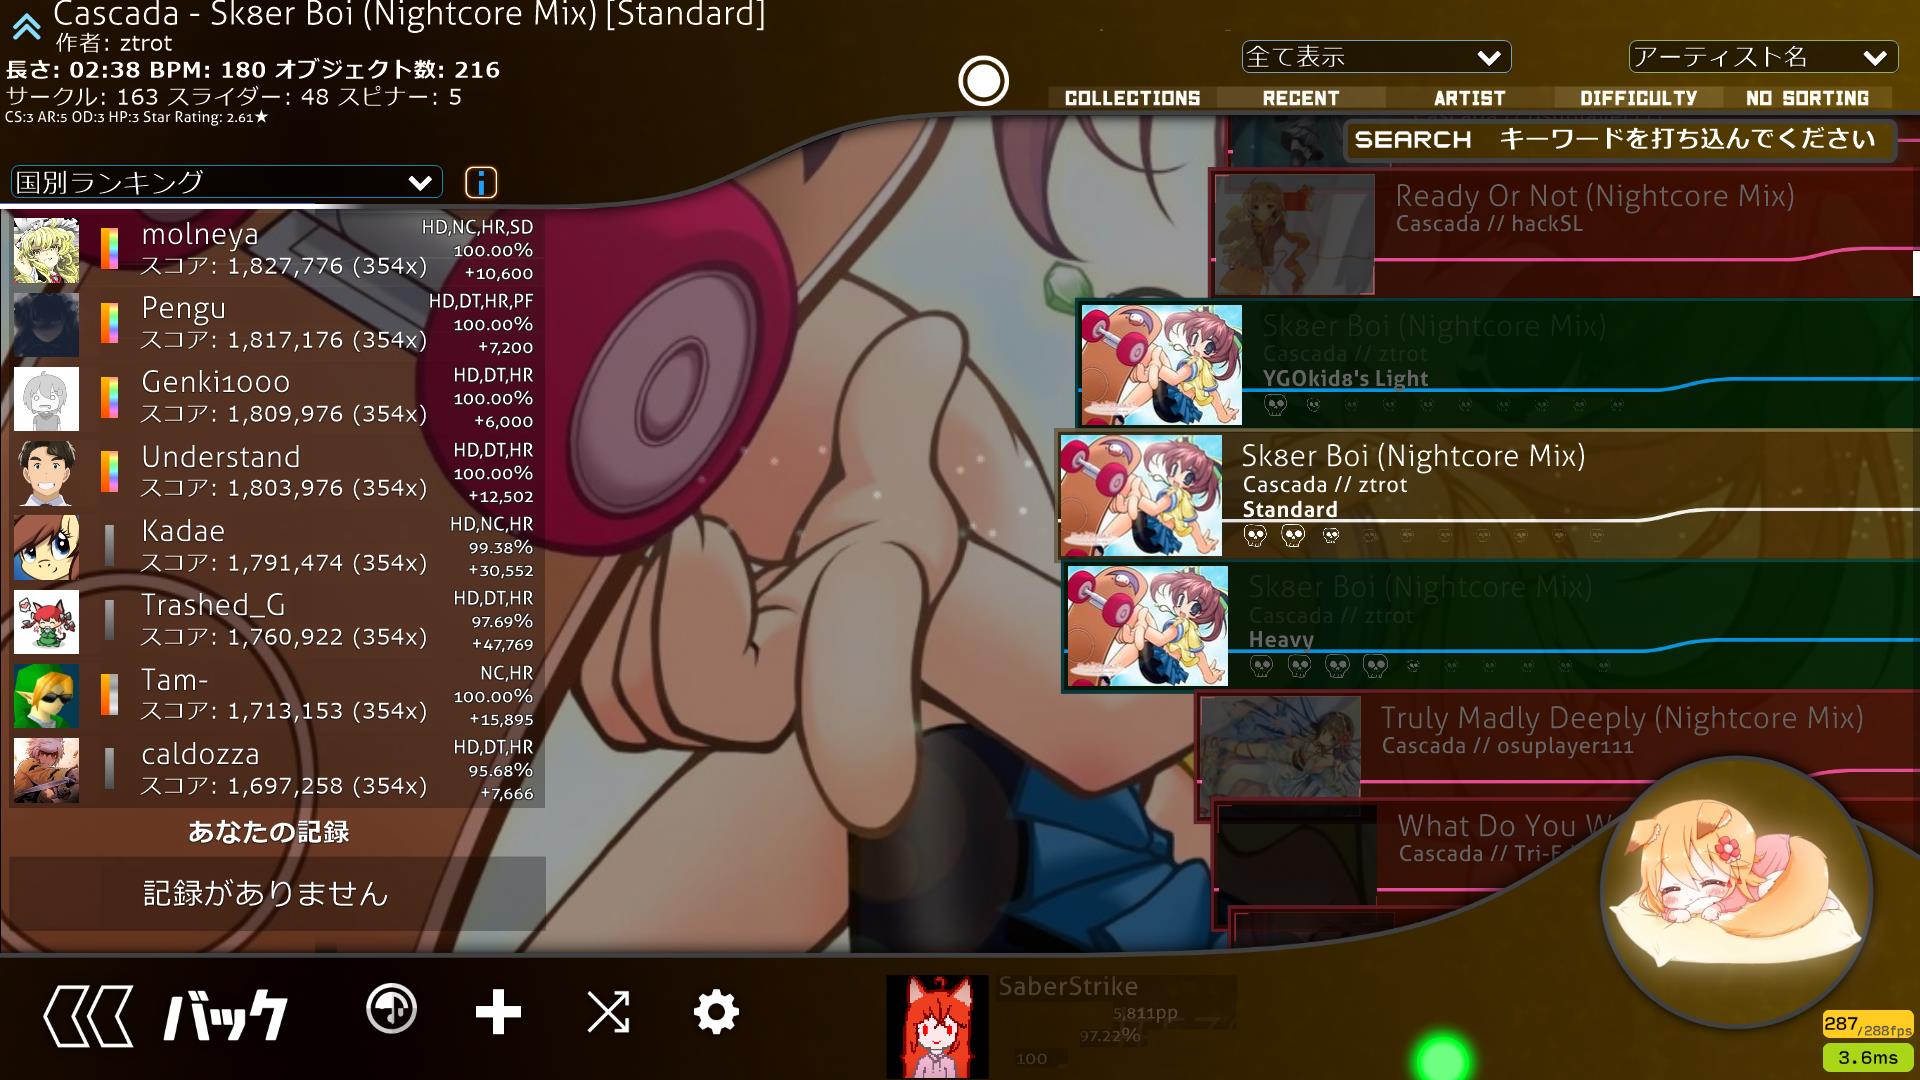 Cascada - Sk8er Boi (Nightcore Mix) [Standard]
作者: ztrot
長さ: 02:38 BPM: 180 オブジェクト数: 216
サークル: 163 スライダー: 48 スピナー: 5
CS:3 AR:5 OD:3 HP:3 Star Rating: 2.61★
全て表示
アーティスト名
COLLECTIONS
RECENT
ARTIST
DIFFICULTY
NO SORTING
SEARCH キーワードを打ち込んでください
国別ランキング
molneya
スコア: 1,827,776 (354x)
HD,NC,HR,SD
100.00%
+10,600
Pengu
スコア: 1,817,176 (354x)
HD,DT,HR,PF
100.00%
+7,200
Genki1000
スコア: 1,809,976 (354x)
HD,DT,HR
100.00%
+6,000
Understand
スコア: 1,803,976 (354x)
HD,DT,HR
100.00%
+12,502
Kadae
スコア: 1,791,474 (354x)
HD,NC,HR
99.38%
+30,552
Trashed_G
スコア: 1,760,922 (354x)
HD,DT,HR
97.69%
+47,769
Tam-
スコア: 1,713,153 (354x)
NC,HR
100.00%
+15,895
caldozza
スコア: 1,697,258 (354x)
HD,DT,HR
95.68%
+7,666
あなたの記録
記録がありません
Ready Or Not (Nightcore Mix)
Cascada // hackSL
Sk8er Boi (Nightcore Mix)
Cascada // ztrot
YGOkid8's Light
Sk8er Boi (Nightcore Mix)
Cascada // ztrot
Standard
Sk8er Boi (Nightcore Mix)
Cascada // ztrot
Heavy
Truly Madly Deeply (Nightcore Mix)
Cascada // osuplayer111
What Do You W
Cascada // Tri-E
バック
SaberStrike
5,811pp
97.22%
100
287/288fps
3.6ms